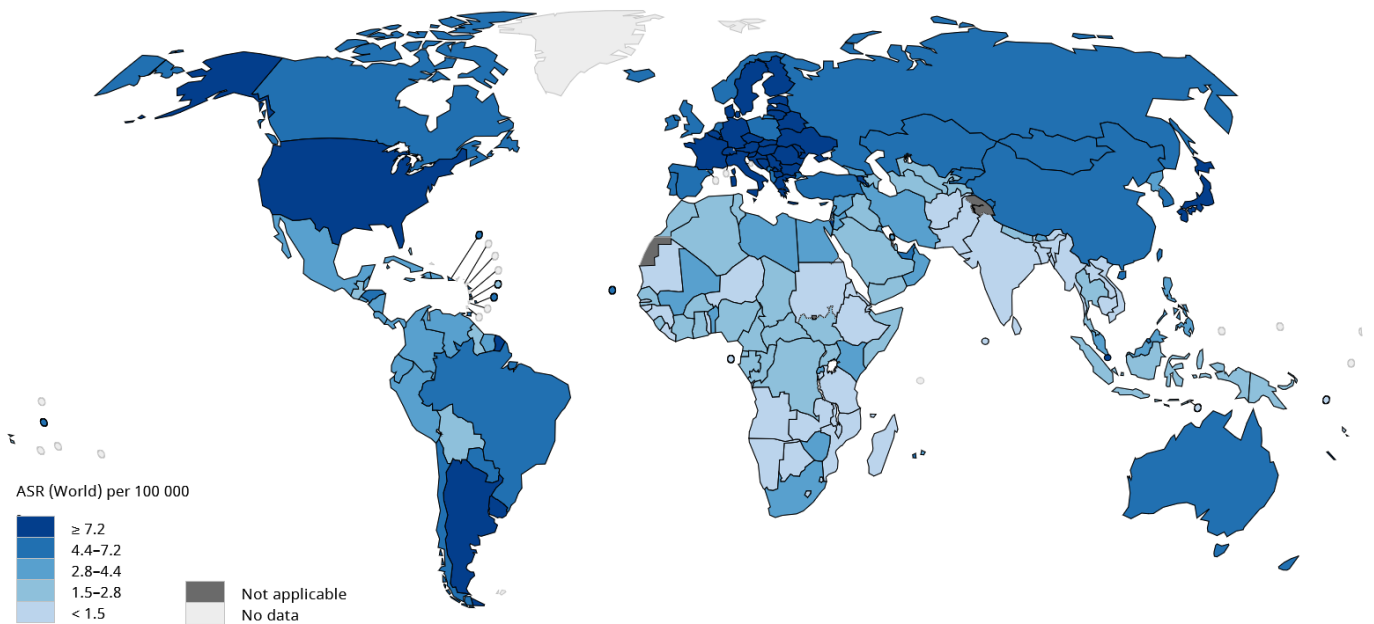 ASR (World) per 100 000
≥ 7.2
4.4–7.2
2.8–4.4
1.5–2.8
< 1.5
Not applicable
No data